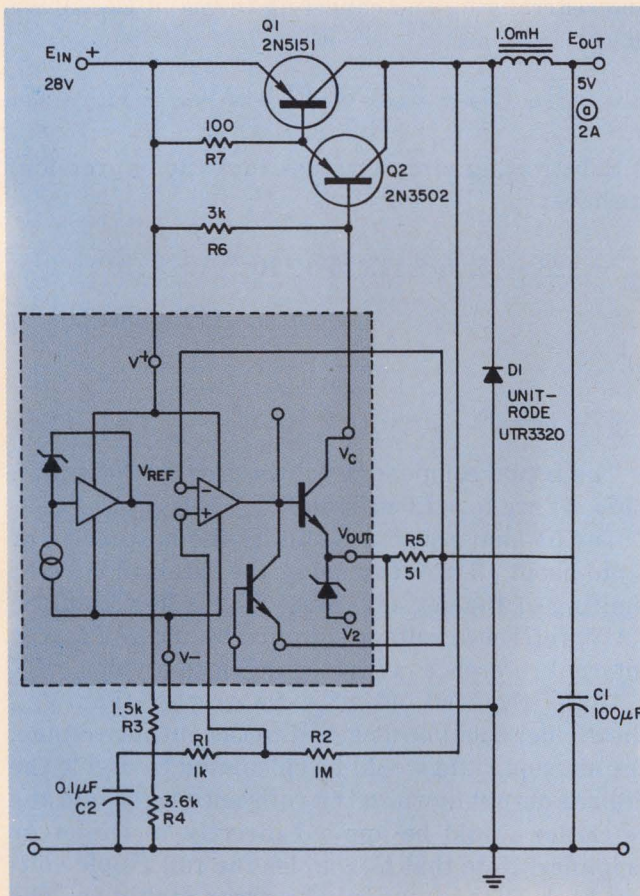 Q1
2N5151
1.0mH
E_IN +
E_OUT
28V
5V
@
2A
100
R7
Q2
2N3502
3k
R6
V+
D1
UNIT-
RODE
UTR3320
V_REF
V_C
−
+
V_OUT
R5
51
V_2
V−
1.5k
R3
C1
100µF
R1
1k
R2
1M
0.1µF
C2
3.6k
R4
−